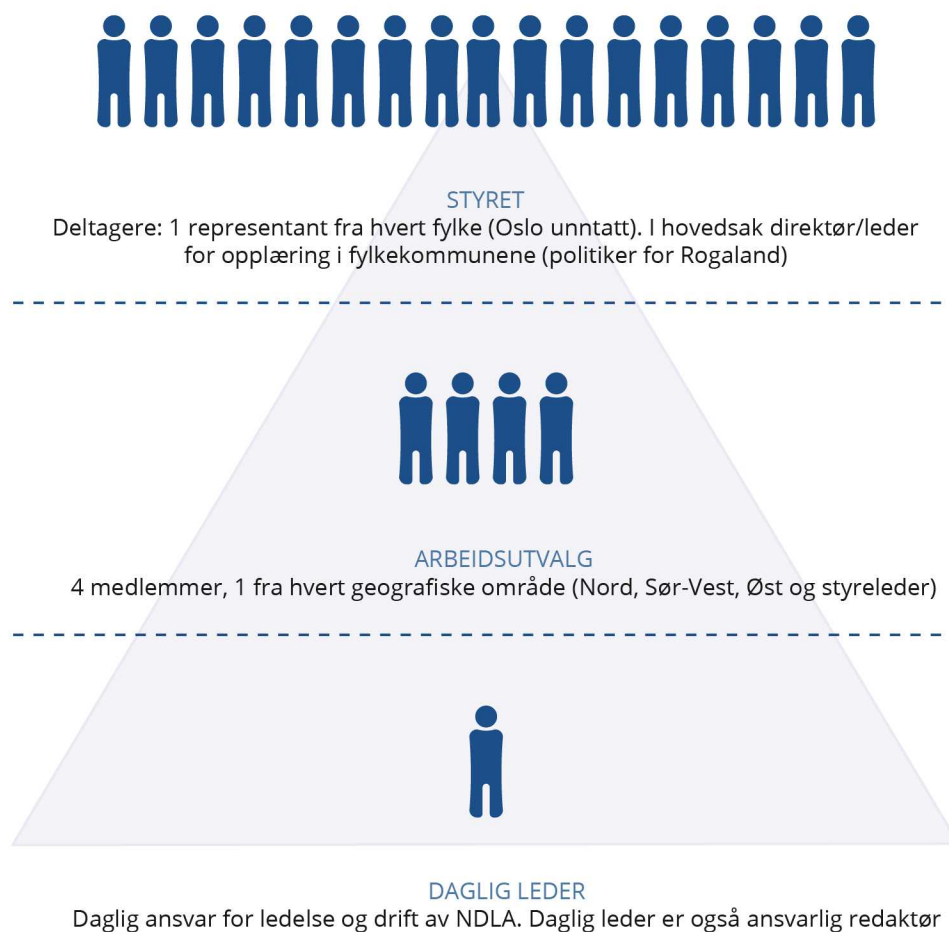 STYRET
Deltagere: 1 representant fra hvert fylke (Oslo unntatt). I hovedsak direktør/leder
for opplæring i fylkekommunene (politiker for Rogaland)
ARBEIDSUTVALG
4 medlemmer, 1 fra hvert geografiske område (Nord, Sør-Vest, Øst og styreleder)
DAGLIG LEDER
Daglig ansvar for ledelse og drift av NDLA. Daglig leder er også ansvarlig redaktør